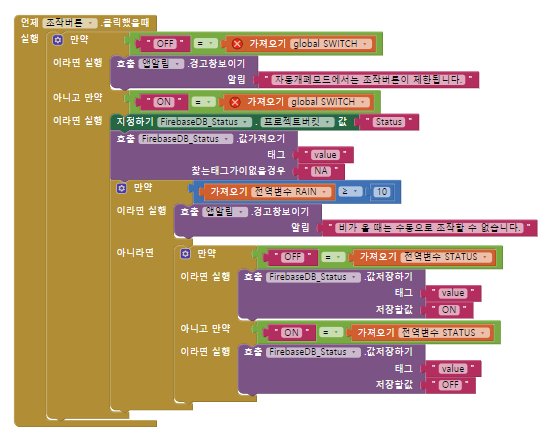 언제 조작버튼 .클릭했을때
실행 만약 " OFF " = 가져오기 global SWITCH
이라면 실행 호출 앱알림 .경고창보이기
알림 " 자동개폐모드에서는 조작버튼이 제한됩니다. "
아니고 만약 " ON " = 가져오기 global SWITCH
이라면 실행 지정하기 FirebaseDB_Status . 프로젝트버킷 값 " Status "
호출 FirebaseDB_Status .값가져오기
태그 " value "
찾는태그가이없을경우 " NA "
만약 가져오기 전역변수 RAIN ≥ 10
이라면 실행 호출 앱알림 .경고창보이기
알림 " 비가 올 때는 수동으로 조작할 수 없습니다. "
아니라면 만약 " OFF " = 가져오기 전역변수 STATUS
이라면 실행 호출 FirebaseDB_Status .값저장하기
태그 " value "
저장할값 " ON "
아니고 만약 " ON " = 가져오기 전역변수 STATUS
이라면 실행 호출 FirebaseDB_Status .값저장하기
태그 " value "
저장할값 " OFF "